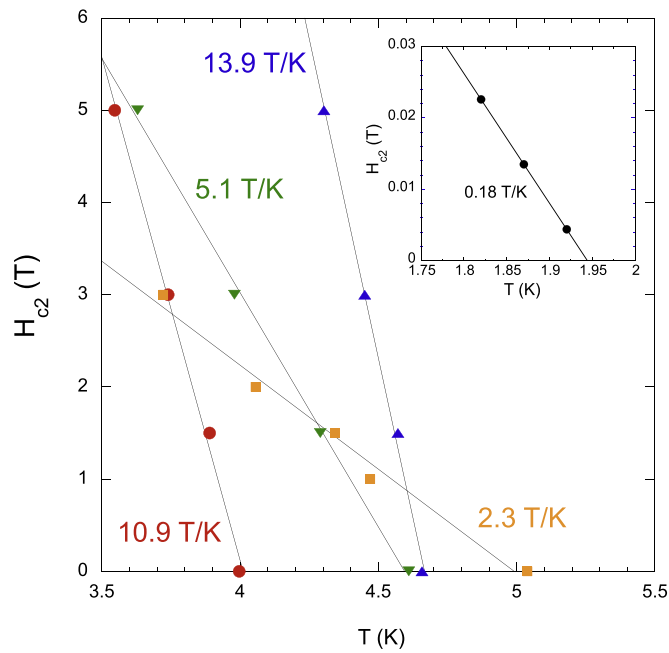 6
5
4
3
2
1
0
3.5
4
4.5
5
5.5
H_c2 (T)
T (K)
13.9 T/K
5.1 T/K
10.9 T/K
2.3 T/K
0.03
0.02
0.01
0
1.75
1.8
1.85
1.9
1.95
2
H_c2 (T)
T (K)
0.18 T/K